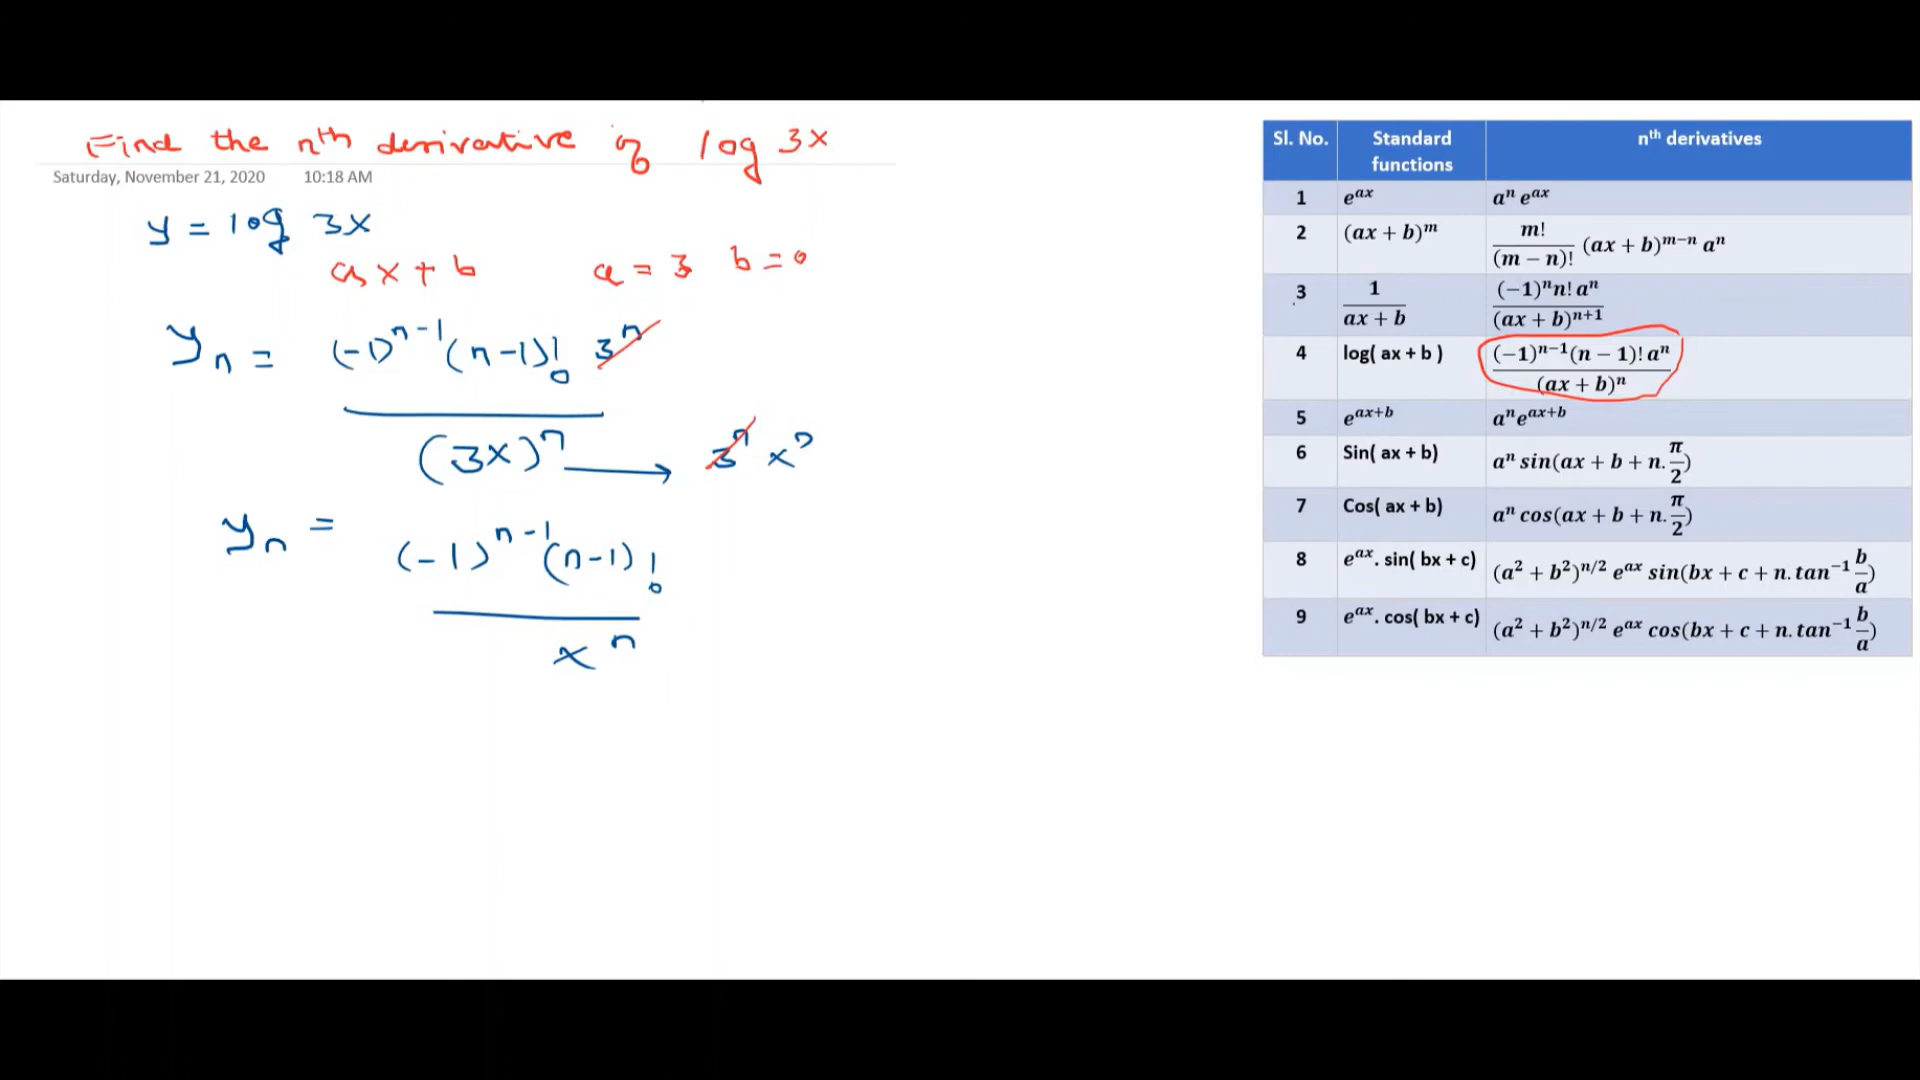 Find the nth derivative of log 3x
Saturday, November 21, 2020 10:18 AM
y = log 3x
ax + b a = 3 b = 0
yn = (-1)^n-1 (n-1)! 3^n
(3x)^n → 3^n x^n
yn = (-1)^n-1 (n-1)!
x^n
Sl. No. Standard functions nth derivatives
1 e^ax a^n e^ax
2 (ax + b)^m m!/(m − n)! (ax + b)^m−n a^n
3 1/(ax + b) (−1)^n n! a^n/(ax + b)^n+1
4 log( ax + b ) (−1)^n−1 (n − 1)! a^n/(ax + b)^n
5 e^ax+b a^n e^ax+b
6 Sin( ax + b) a^n sin(ax + b + n.π/2)
7 Cos( ax + b) a^n cos(ax + b + n.π/2)
8 e^ax. sin( bx + c) (a² + b²)^n/2 e^ax sin(bx + c + n. tan⁻¹ b/a)
9 e^ax. cos( bx + c) (a² + b²)^n/2 e^ax cos(bx + c + n. tan⁻¹ b/a)